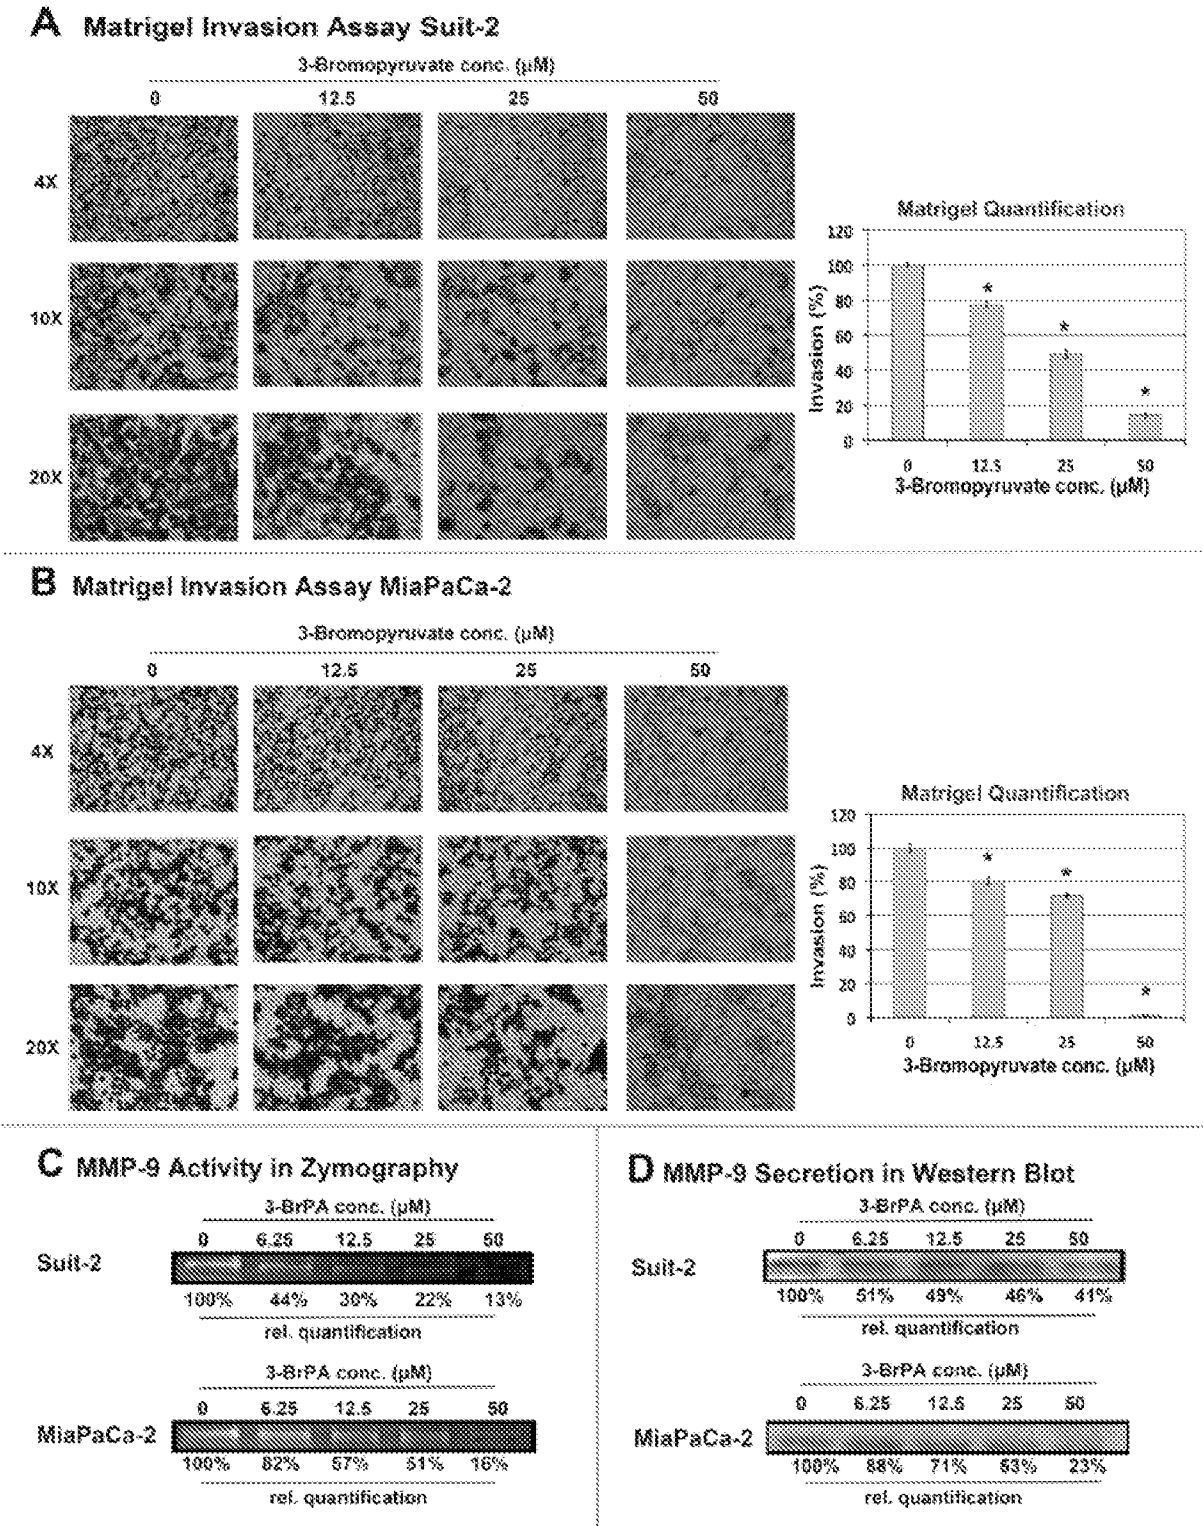 A Matrigel Invasion Assay Suit-2
3-Bromopyruvate conc. (µM)
0 12.5 25 50
4X
10X
20X
Matrigel Quantification
Invasion (%)
120
100
80
60
40
20
0
* * *
0 12.5 25 50
3-Bromopyruvate conc. (µM)
B Matrigel Invasion Assay MiaPaCa-2
3-Bromopyruvate conc. (µM)
0 12.5 25 50
4X
10X
20X
Matrigel Quantification
Invasion (%)
120
100
80
60
40
20
0
* * *
0 12.5 25 50
3-Bromopyruvate conc. (µM)
C MMP-9 Activity in Zymography
3-BrPA conc. (µM)
0 6.25 12.5 25 50
Suit-2
100% 44% 30% 22% 13%
rel. quantification
3-BrPA conc. (µM)
0 6.25 12.5 25 50
MiaPaCa-2
100% 82% 57% 51% 16%
rel. quantification
D MMP-9 Secretion in Western Blot
3-BrPA conc. (µM)
0 6.25 12.5 25 50
Suit-2
100% 51% 49% 46% 41%
rel. quantification
3-BrPA conc. (µM)
0 6.25 12.5 25 50
MiaPaCa-2
100% 88% 71% 63% 23%
rel. quantification